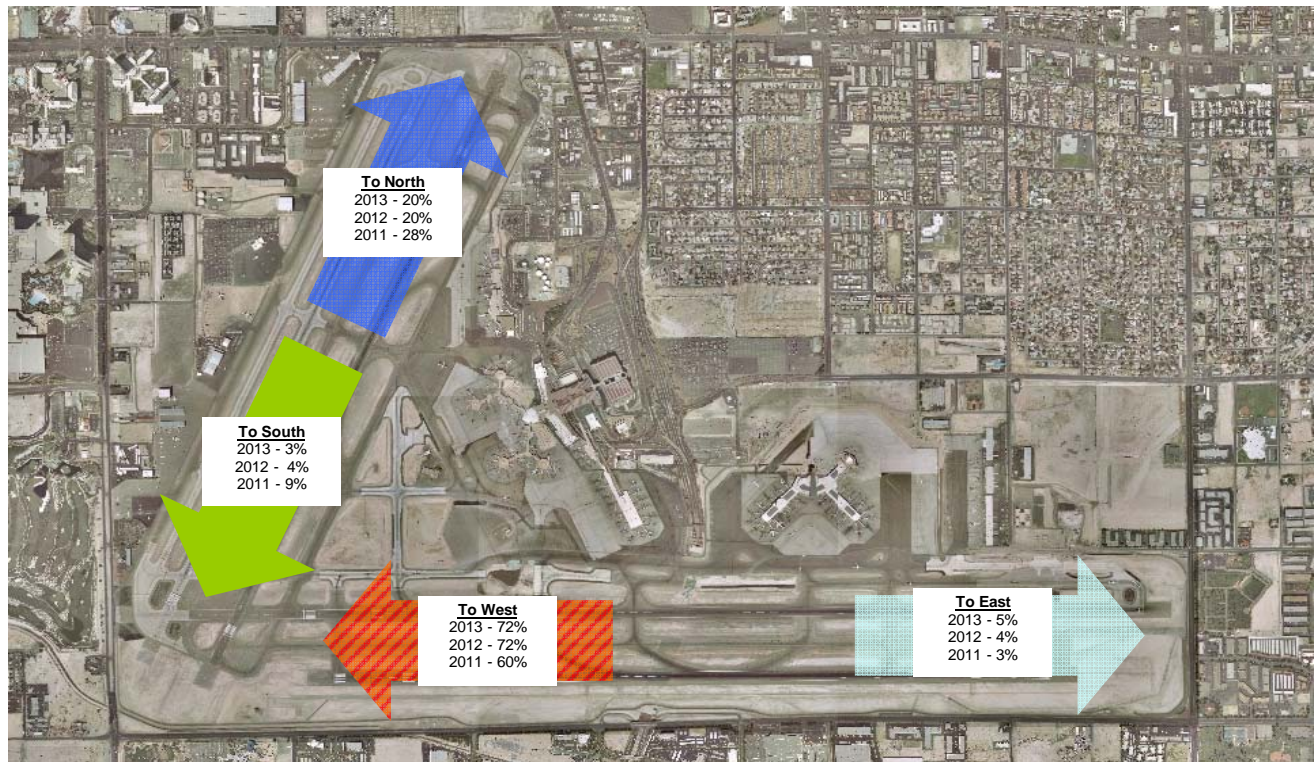 To North
2013 - 20%
2012 - 20%
2011 - 28%
To South
2013 - 3%
2012 - 4%
2011 - 9%
To West
2013 - 72%
2012 - 72%
2011 - 60%
To East
2013 - 5%
2012 - 4%
2011 - 3%